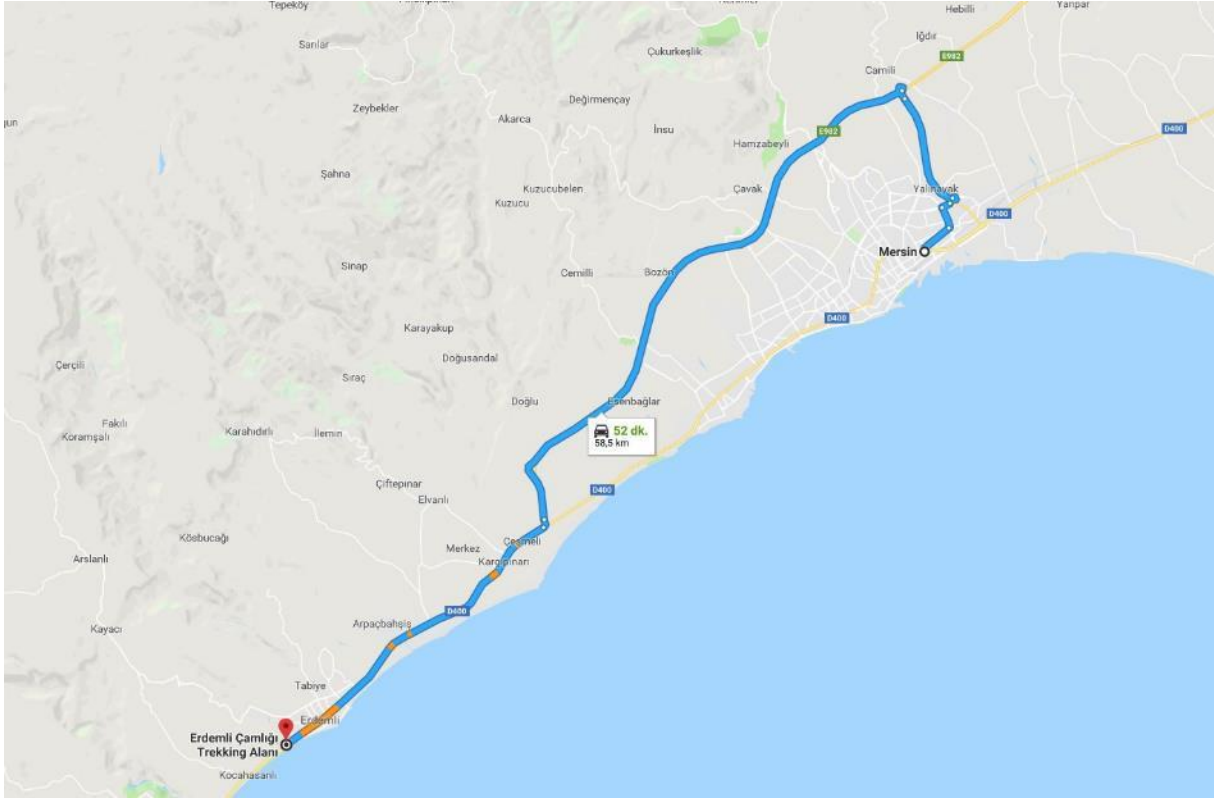 Tepeköy
Hebilli
Yarıpar
Iğdır
Sarılar
Çukurkeşlik
E982
Camili
Değirmençay
Zeybekler
Akarca
İnsu
E982
D400
Hamzabeyli
Şahna
Kuzucubelen
Çavak
Yalınayak
Kuzucu
D400
Mersin
Sinap
Cemilli
Bozön
D400
Karayakup
Doğusandal
Çerçili
Sıraç
Doğlu
Esenbağlar
Fakılı
52 dk.
Koramşalı
Karahıdırlı
İlemin
58,5 km
Çiftepınar
D400
Elvanlı
Köebucağı
Çeşmeli
Merkez
Arslanlı
Kargıpınarı
D400
Arpaçbahşiş
Kayacı
Tabiye
Erdemli
Erdemli Çamlığı
Trekking Alanı
Kocahasanlı